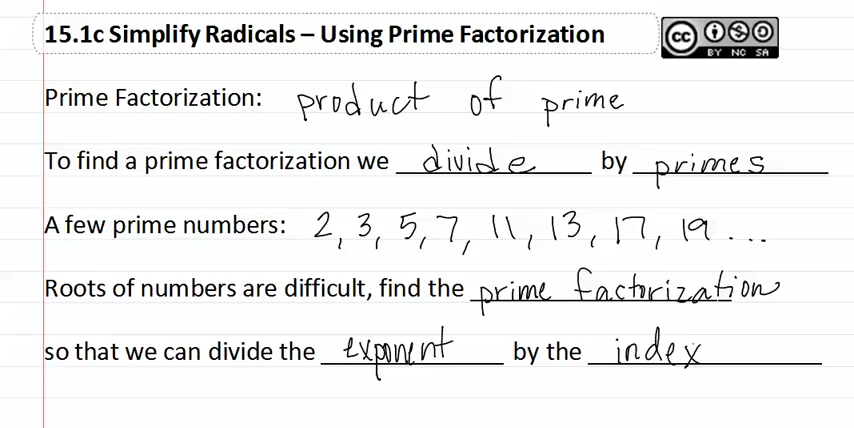 15.1c Simplify Radicals – Using Prime Factorization
cc BY NC SA
Prime Factorization: product of prime
To find a prime factorization we divide by primes
A few prime numbers: 2, 3, 5, 7, 11, 13, 17, 19 ...
Roots of numbers are difficult, find the prime factorization
so that we can divide the exponent by the index